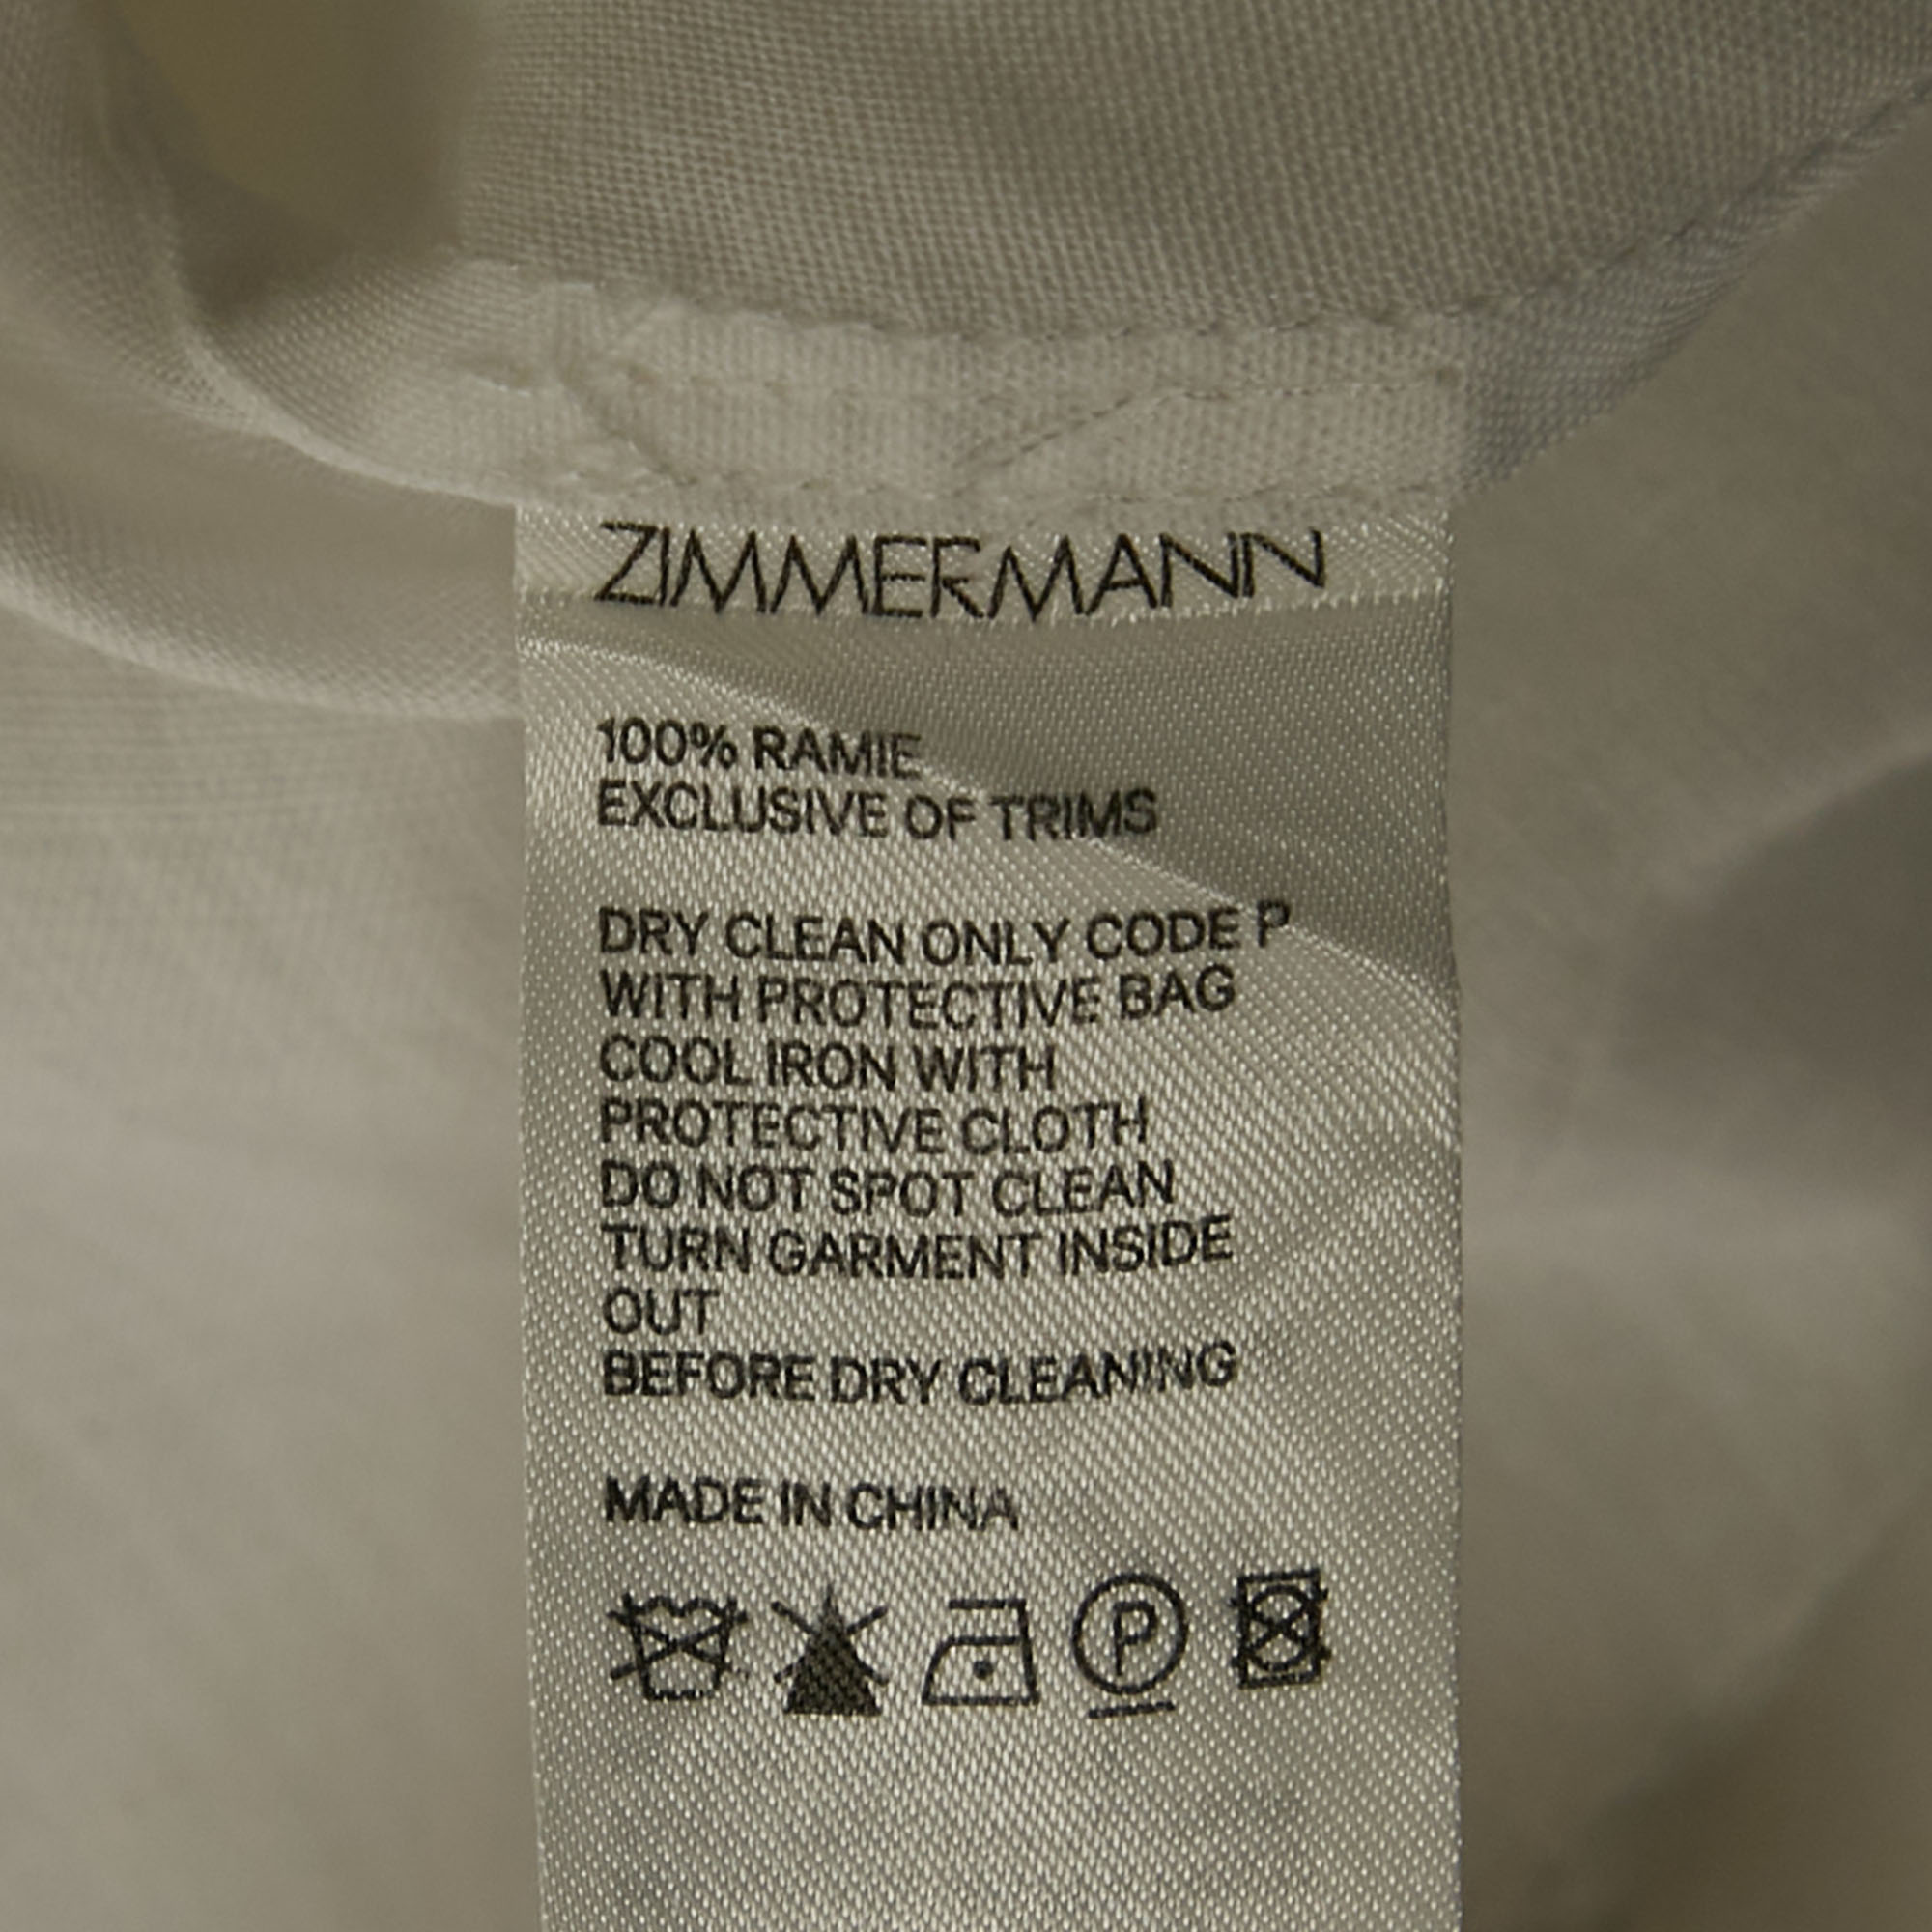 ZIMMERMANN
100% RAMIE
EXCLUSIVE OF TRIMS
DRY CLEAN ONLY CODE P
WITH PROTECTIVE BAG
COOL IRON WITH
PROTECTIVE CLOTH
DO NOT SPOT CLEAN
TURN GARMENT INSIDE
OUT
BEFORE DRY CLEANING
MADE IN CHINA
P